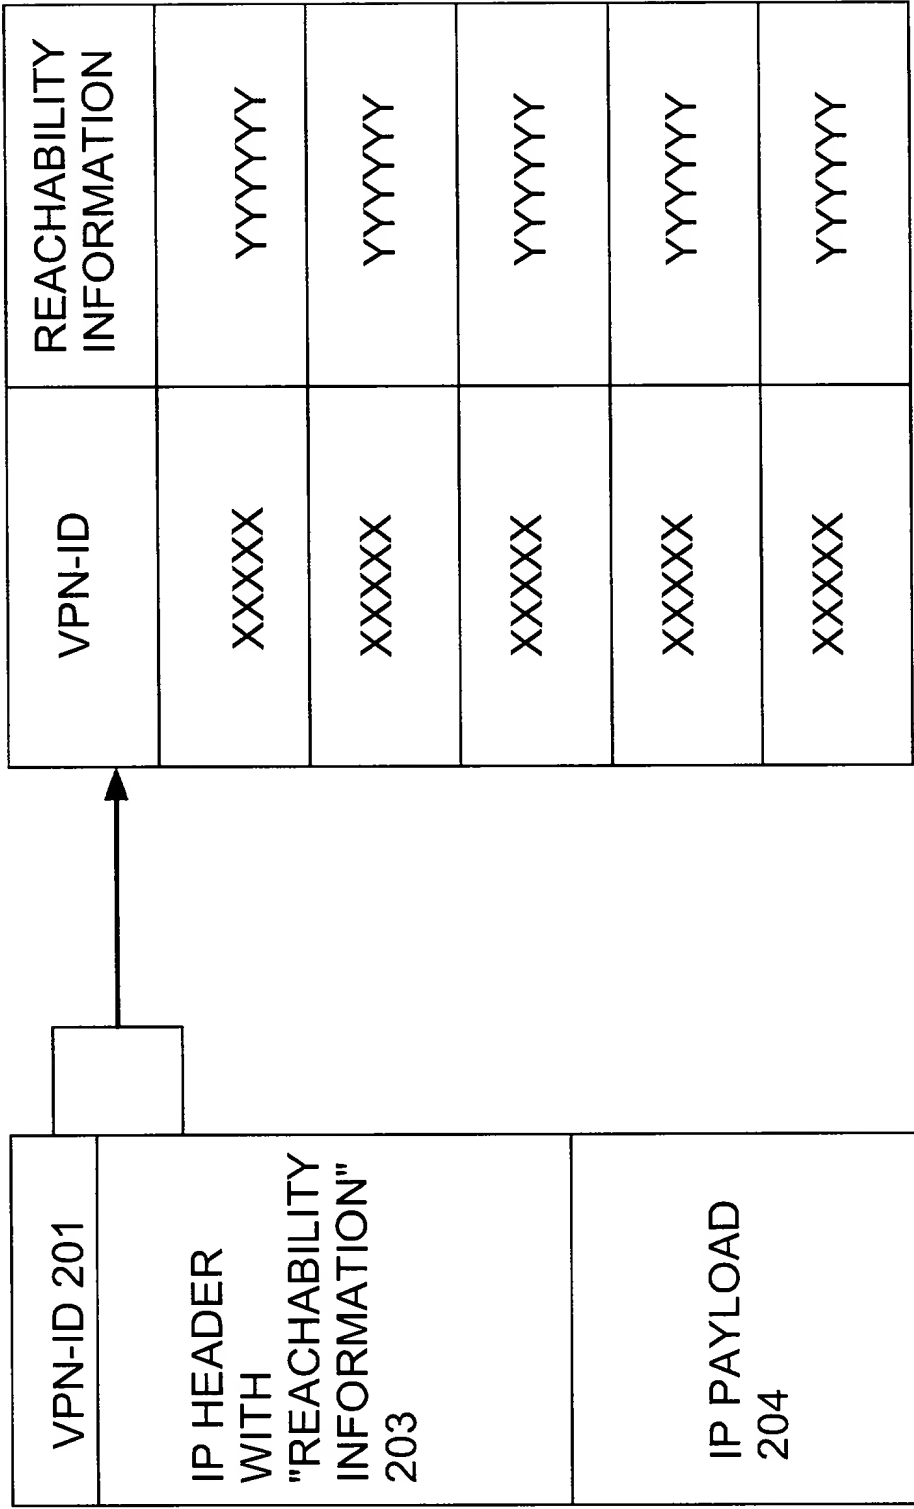 VPN-ID 201
IP HEADER
WITH
"REACHABILITY
INFORMATION"
203
IP PAYLOAD
204
VPN-ID
REACHABILITY
INFORMATION
XXXXX
YYYYYY
XXXXX
YYYYYY
XXXXX
YYYYYY
XXXXX
YYYYYY
XXXXX
YYYYYY